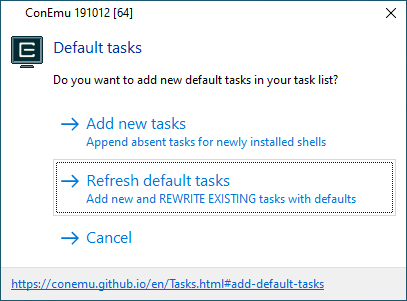 ConEmu 191012 [64]
Default tasks
Do you want to add new default tasks in your task list?
Add new tasks
Append absent tasks for newly installed shells
Refresh default tasks
Add new and REWRITE EXISTING tasks with defaults
Cancel
https://conemu.github.io/en/Tasks.html#add-default-tasks